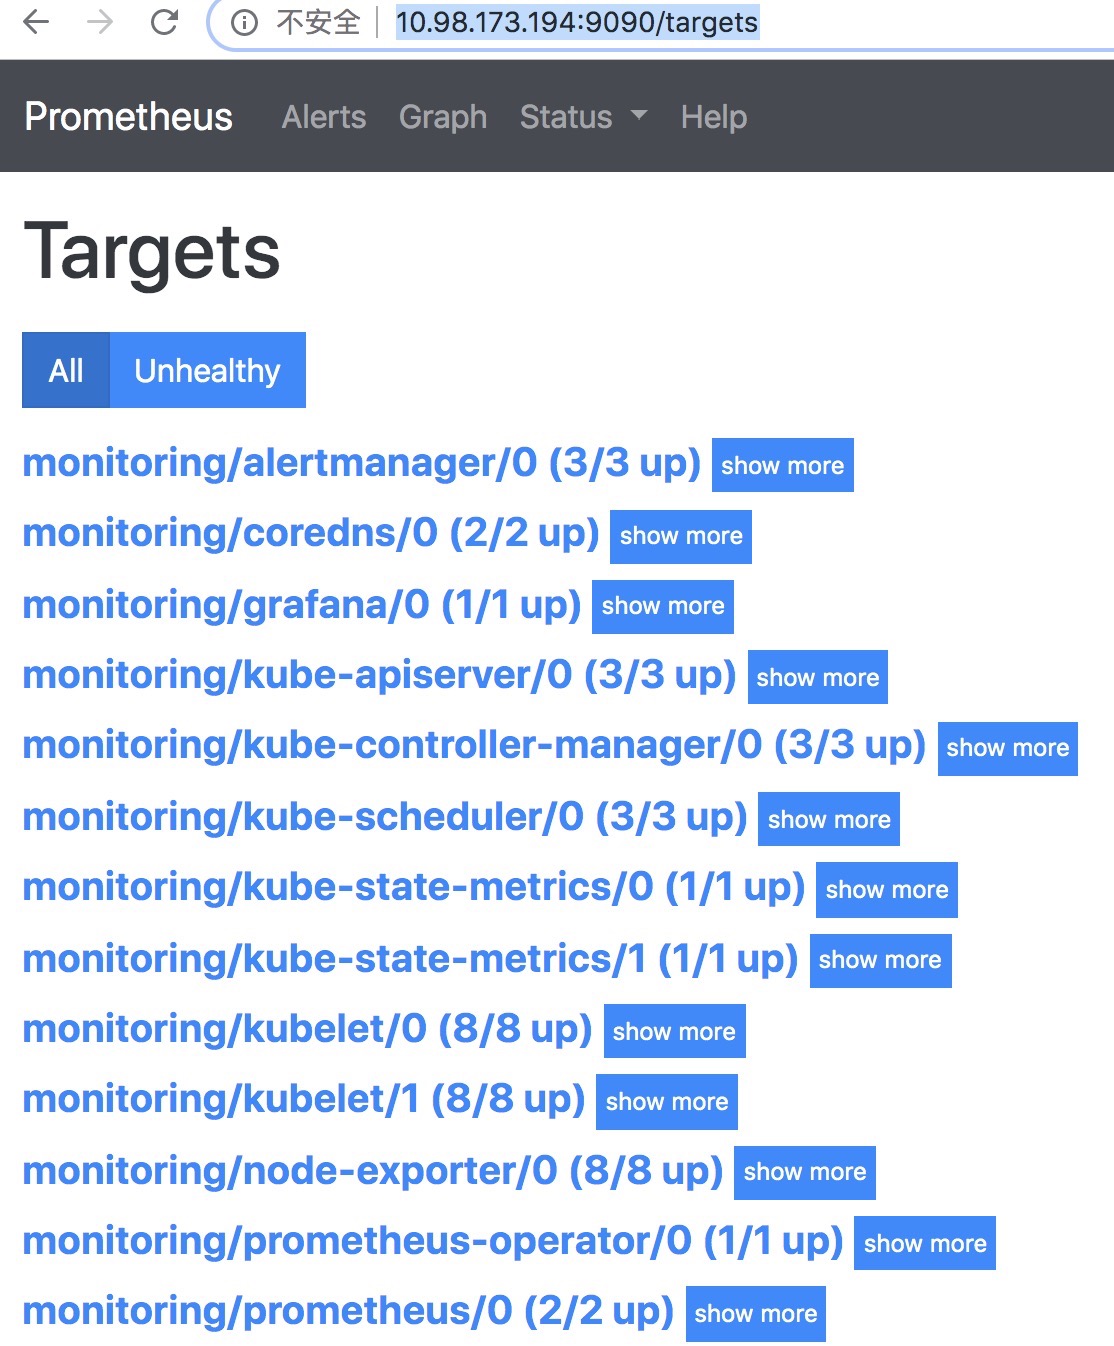 不安全 10.98.173.194:9090/targets
Prometheus Alerts Graph Status Help
Targets
All Unhealthy
monitoring/alertmanager/0 (3/3 up) show more
monitoring/coredns/0 (2/2 up) show more
monitoring/grafana/0 (1/1 up) show more
monitoring/kube-apiserver/0 (3/3 up) show more
monitoring/kube-controller-manager/0 (3/3 up) show more
monitoring/kube-scheduler/0 (3/3 up) show more
monitoring/kube-state-metrics/0 (1/1 up) show more
monitoring/kube-state-metrics/1 (1/1 up) show more
monitoring/kubelet/0 (8/8 up) show more
monitoring/kubelet/1 (8/8 up) show more
monitoring/node-exporter/0 (8/8 up) show more
monitoring/prometheus-operator/0 (1/1 up) show more
monitoring/prometheus/0 (2/2 up) show more